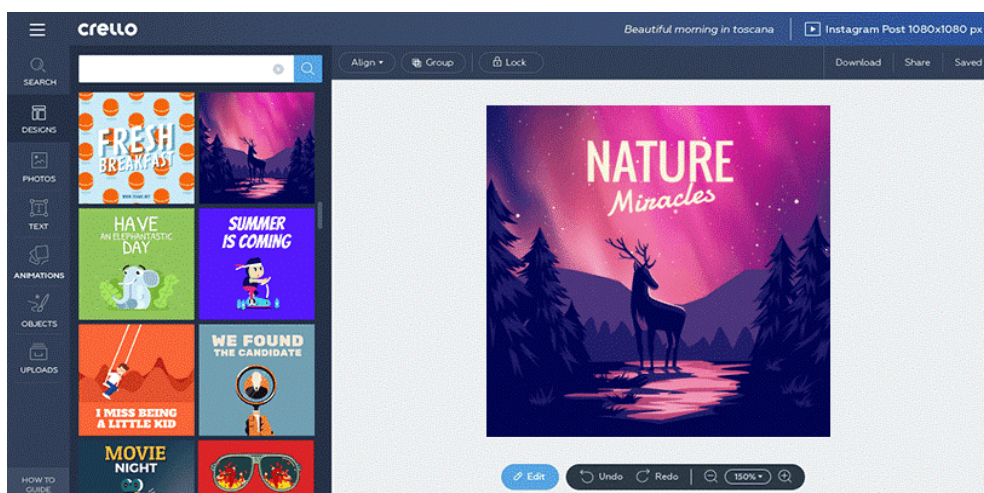 crello
Beautiful morning in toscana
Instagram Post 1080x1080 px
SEARCH
Align
Group
Lock
Download
Share
Saved
DESIGNS
PHOTOS
TEXT
ANIMATIONS
OBJECTS
UPLOADS
HOW TO
GUIDE
FRESH
BREAKFAST
HAVE
AN ELEPHANTASTIC
DAY
SUMMER
IS COMING
I MISS BEING
A LITTLE KID
WE FOUND
THE CANDIDATE
MOVIE
NIGHT
NATURE
Miracles
Edit
Undo
Redo
150%